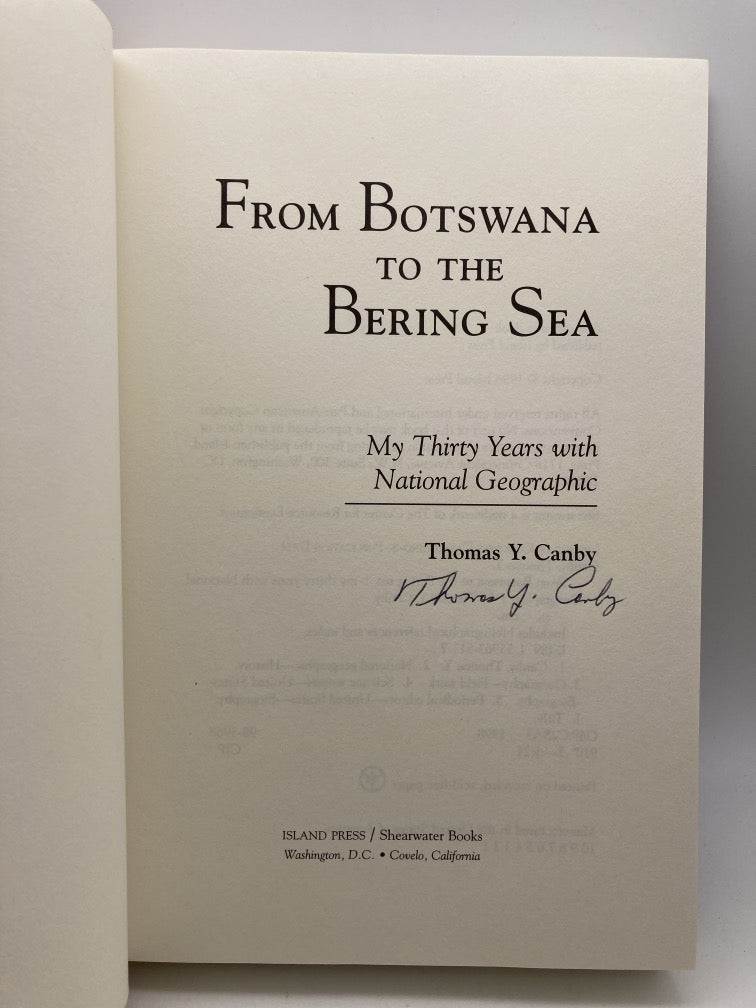 FROM BOTSWANA
TO THE
BERING SEA
My Thirty Years with
National Geographic
Thomas Y. Canby
Thomas Y. Canby
ISLAND PRESS / Shearwater Books
Washington, D.C. • Covelo, California